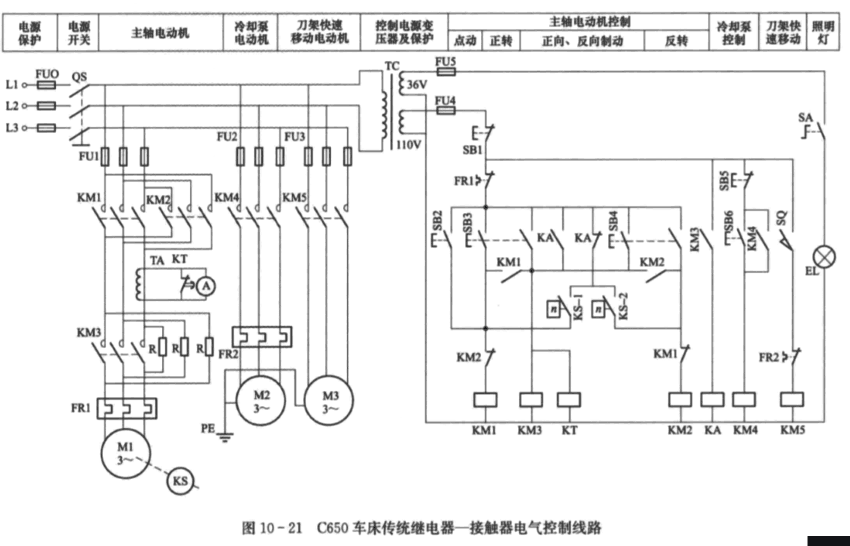 电源保护
电源开关
主轴电动机
冷却泵电动机
刀架快速移动电动机
控制电源变压器及保护
主轴电动机控制
点动
正转
正向、反向制动
反转
冷却泵控制
刀架快速移动
照明灯
L1
FUO
QS
L2
L3
TC
36V
110V
FU5
FU4
SB1
SA
FU1
FU2
FU3
FR1
SB5
KM1
KM2
KM4
KM5
SB2
SB3
KA
KA
SB4
KM3
SB6
KM4
SQ
KM1
KM2
EL
TA
KT
A
n
KS-1
n
KS-2
KM3
R
R
R
FR2
KM2
KM1
FR2
FR1
M2
3~
M3
3~
PE
M1
3~
KS
KM1
KM3
KT
KM2
KA
KM4
KM5
图 10-21 C650 车床传统继电器—接触器电气控制线路